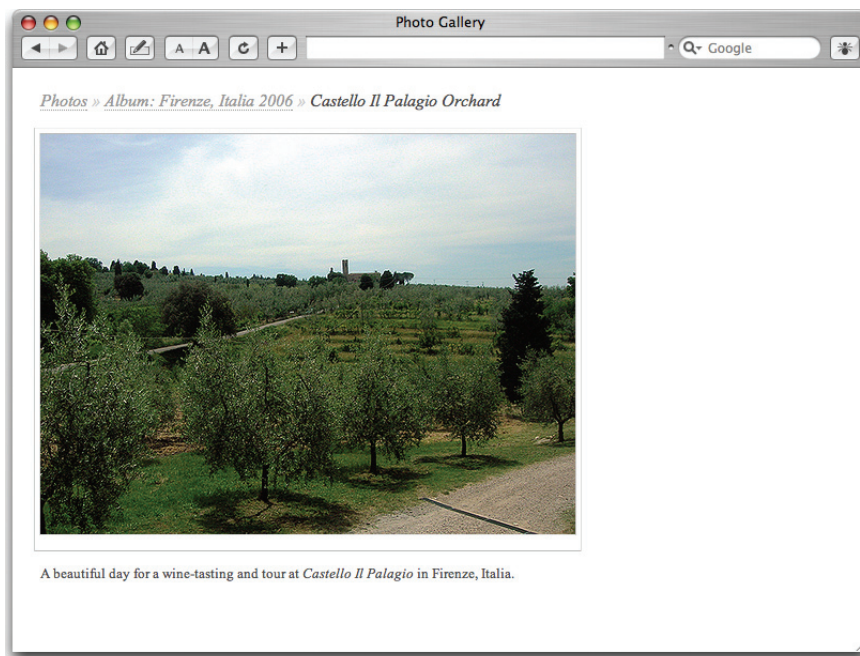 Photo Gallery
A A Google
Photos » Album: Firenze, Italia 2006 » Castello Il Palagio Orchard
A beautiful day for a wine-tasting and tour at Castello Il Palagio in Firenze, Italia.